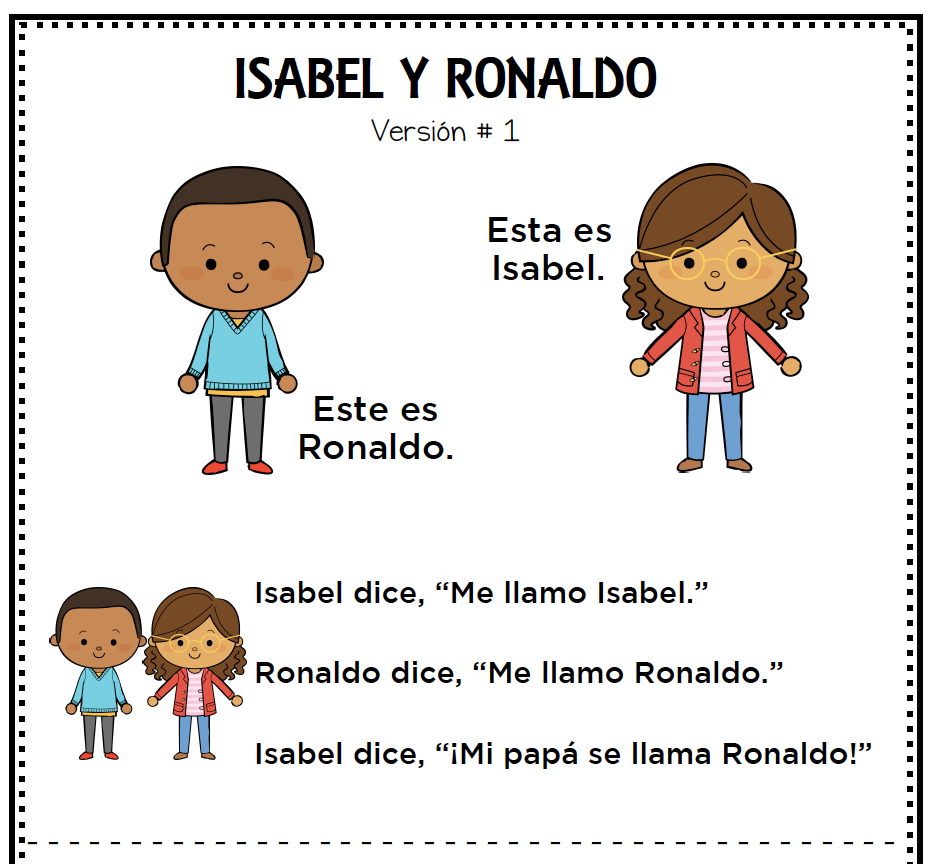 ISABEL Y RONALDO
Versión # 1
Esta es
Isabel.
Este es
Ronaldo.
Isabel dice, “Me llamo Isabel.”
Ronaldo dice, “Me llamo Ronaldo.”
Isabel dice, “¡Mi papá se llama Ronaldo!”